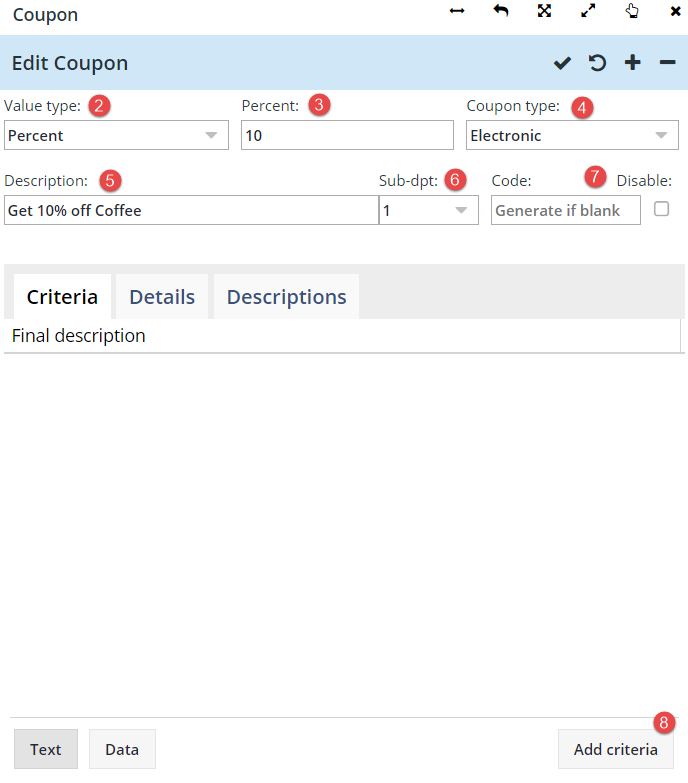 Coupon
Edit Coupon
Value type: 2 Percent: 3 Coupon type: 4
Percent 10 Electronic
Description: 5 Sub-dpt: 6 Code: 7 Disable:
Get 10% off Coffee 1 Generate if blank
Criteria Details Descriptions
Final description
8
Text Data Add criteria